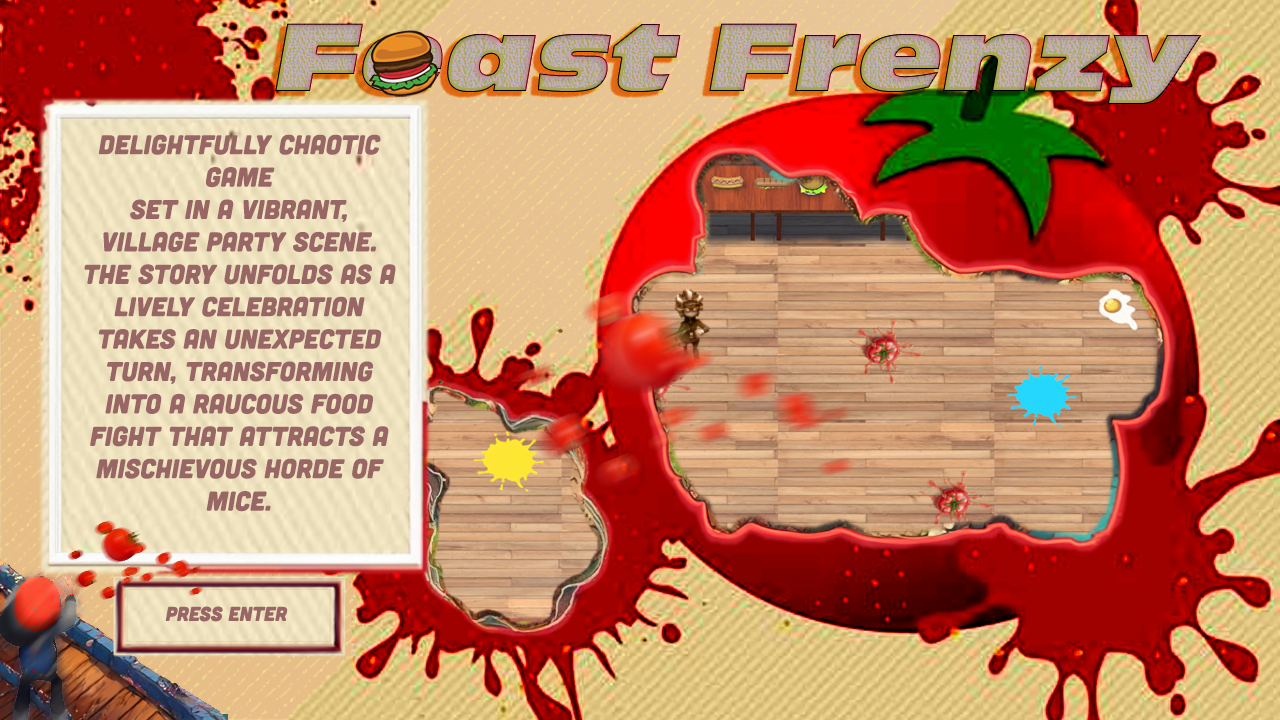 Feast Frenzy
DELIGHTFULLY CHAOTIC
GAME
SET IN A VIBRANT,
VILLAGE PARTY SCENE.
THE STORY UNFOLDS AS A
LIVELY CELEBRATION
TAKES AN UNEXPECTED
TURN, TRANSFORMING
INTO A RAUCOUS FOOD
FIGHT THAT ATTRACTS A
MISCHIEVOUS HORDE OF
MICE.
PRESS ENTER